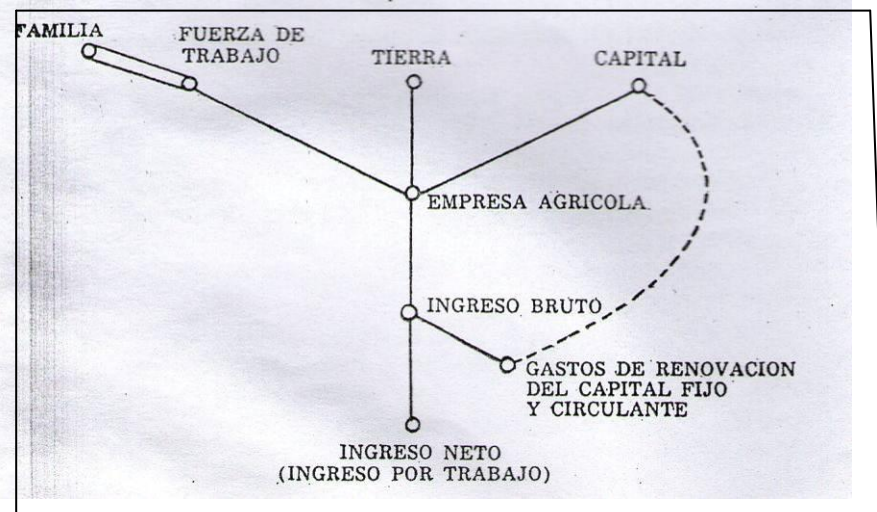 FAMILIA
FUERZA DE
TRABAJO
TIERRA
CAPITAL
EMPRESA AGRICOLA.
INGRESO BRUTO
GASTOS DE RENOVACION
DEL CAPITAL FIJO
Y CIRCULANTE
INGRESO NETO
(INGRESO POR TRABAJO)